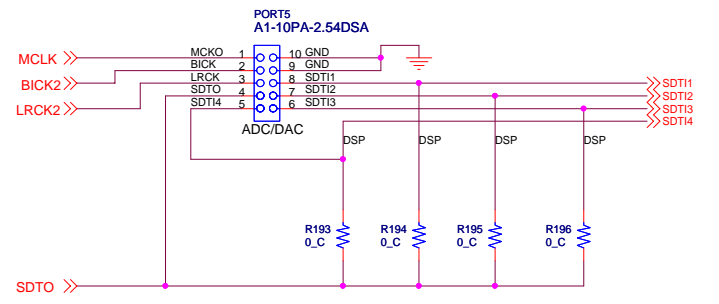 PORT5
A1-10PA-2.54DSA
MCLK MCKO 1 10 GND
BICK2 BICK 2 9 GND
LRCK2 LRCK 3 8 SDTI1 SDTI1
SDTO 4 7 SDTI2 SDTI2
SDTI4 5 6 SDTI3 SDTI3
SDTI4
ADC/DAC
DSP DSP DSP DSP
R193 R194 R195 R196
0_C 0_C 0_C 0_C
SDTO